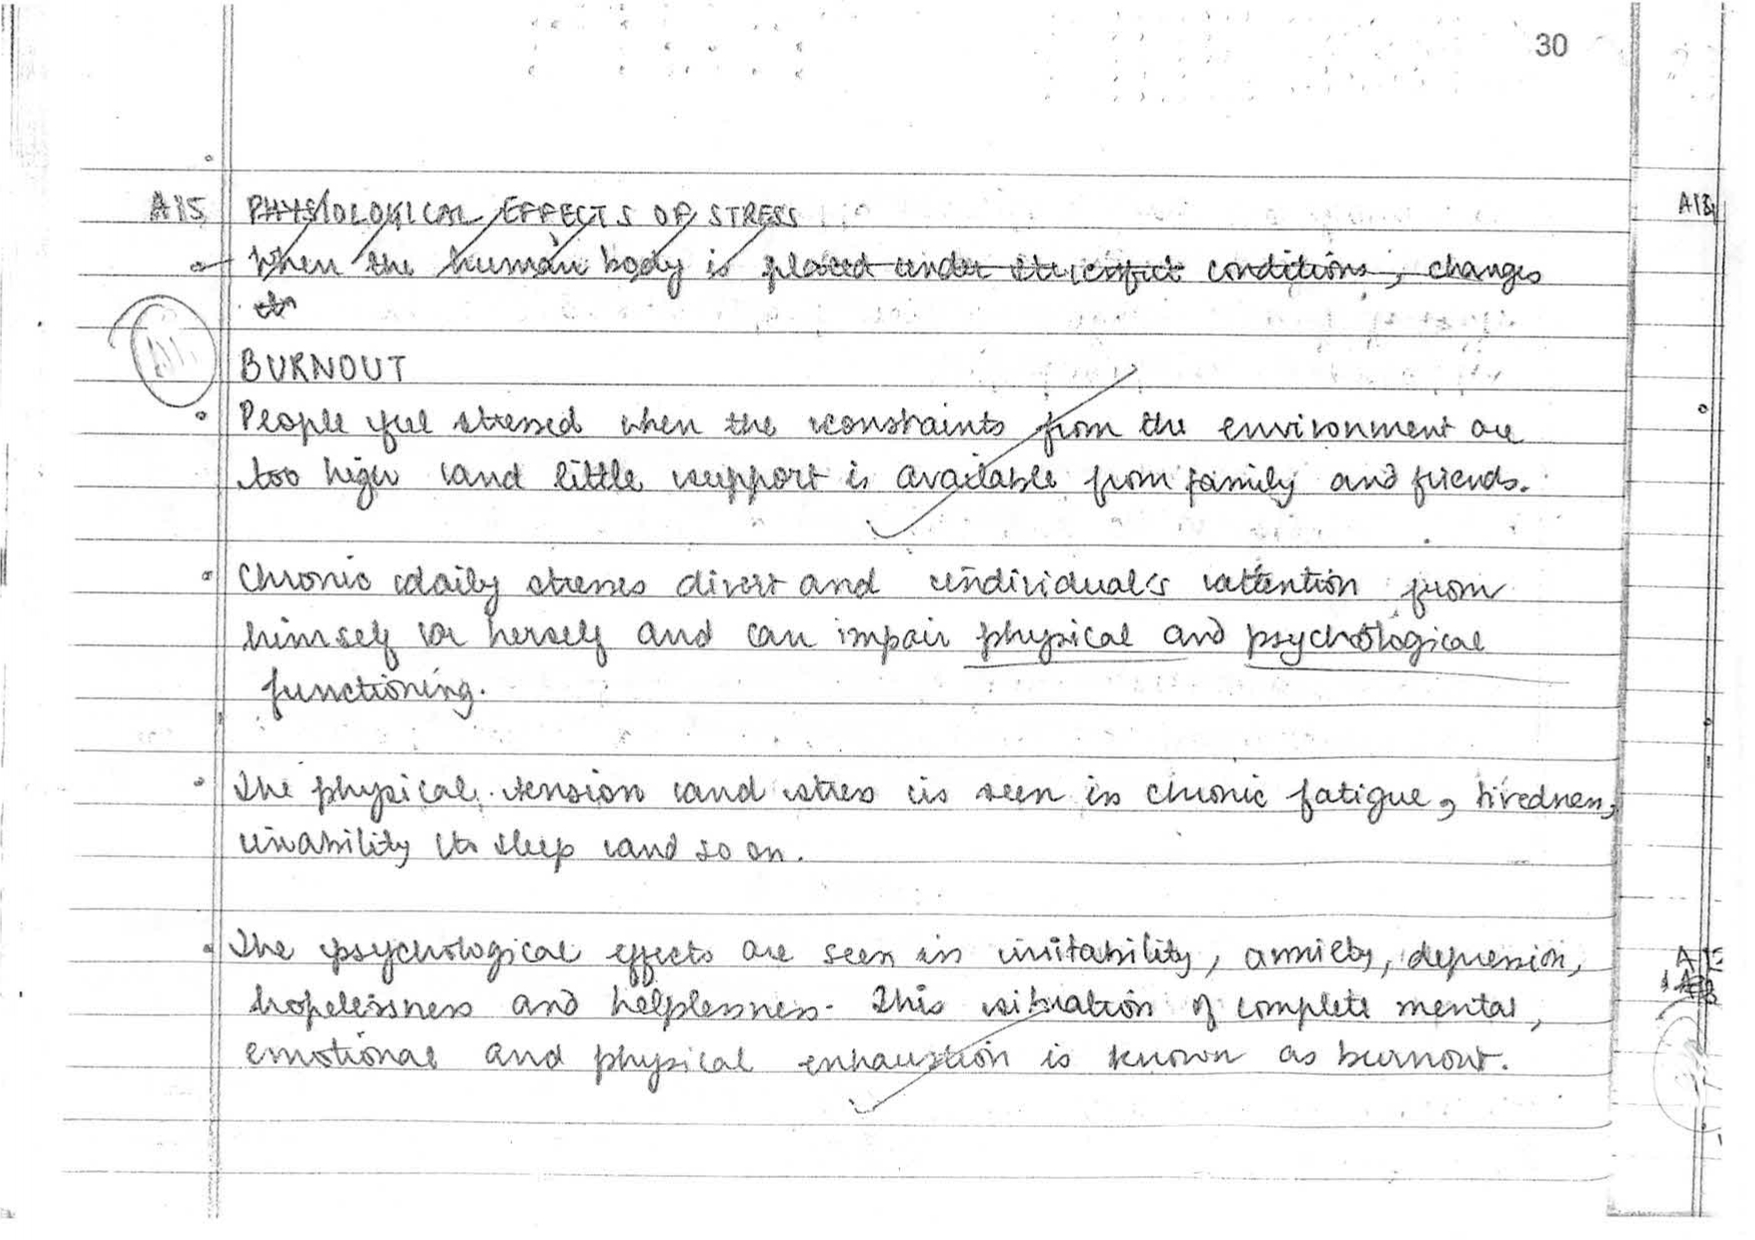 30
A15 PHYSIOLOGICAL EFFECTS OF STRESS
When the human body is placed under conditions, changes
to
BURNOUT
People feel stressed when the constraints from the environment are
too high and little support is available from family and friends.
Chronic daily stresses divert and individual's attention from
himself or herself and can impair physical and psychological
functioning.
The physical tension and stress is seen in chronic fatigue, tiredness,
inability to sleep and so on.
The psychological effects are seen in irritability, anxiety, depression,
hopelessness and helplessness. This situation of complete mental,
emotional and physical exhaustion is known as burnout.